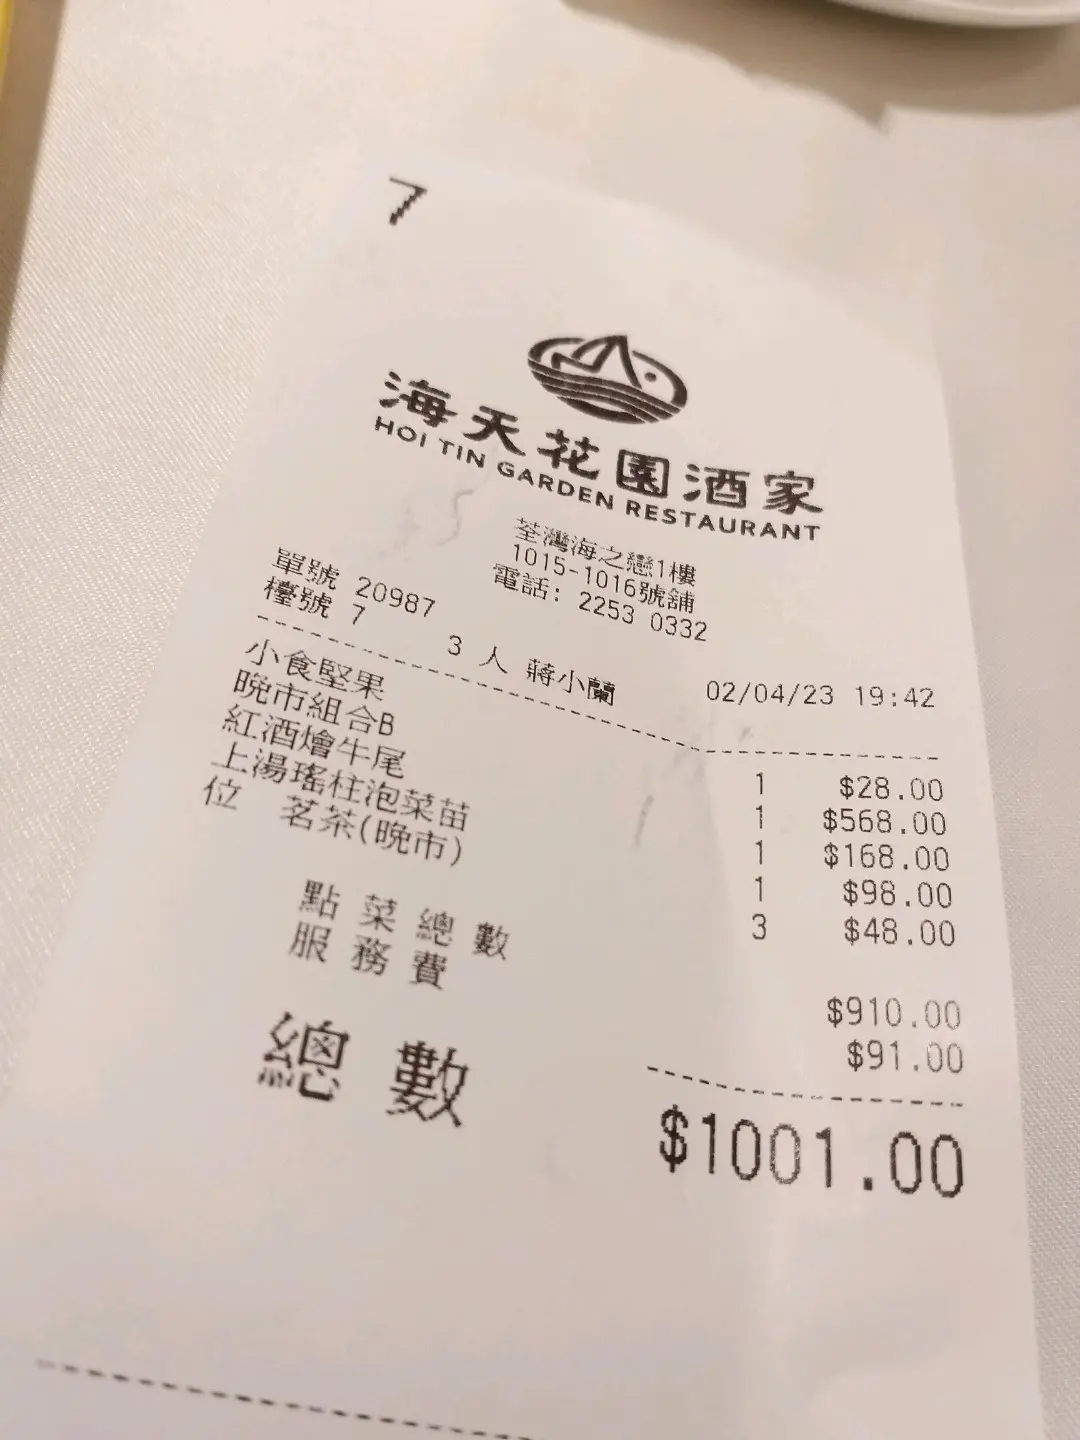 7
海天花園酒家
HOI TIN GARDEN RESTAURANT
荃灣海之戀1樓
1015-1016號舖
電話: 2253 0332
單號 20987
檯號 7 3 人 蔣小蘭 02/04/23 19:42
小食堅果 1 $28.00
晚市組合B 1 $568.00
紅酒燴牛尾 1 $168.00
上湯瑤柱泡菜苗 1 $98.00
位 茗茶(晚市) 3 $48.00
點菜總數 $910.00
服務費 $91.00
總數 $1001.00